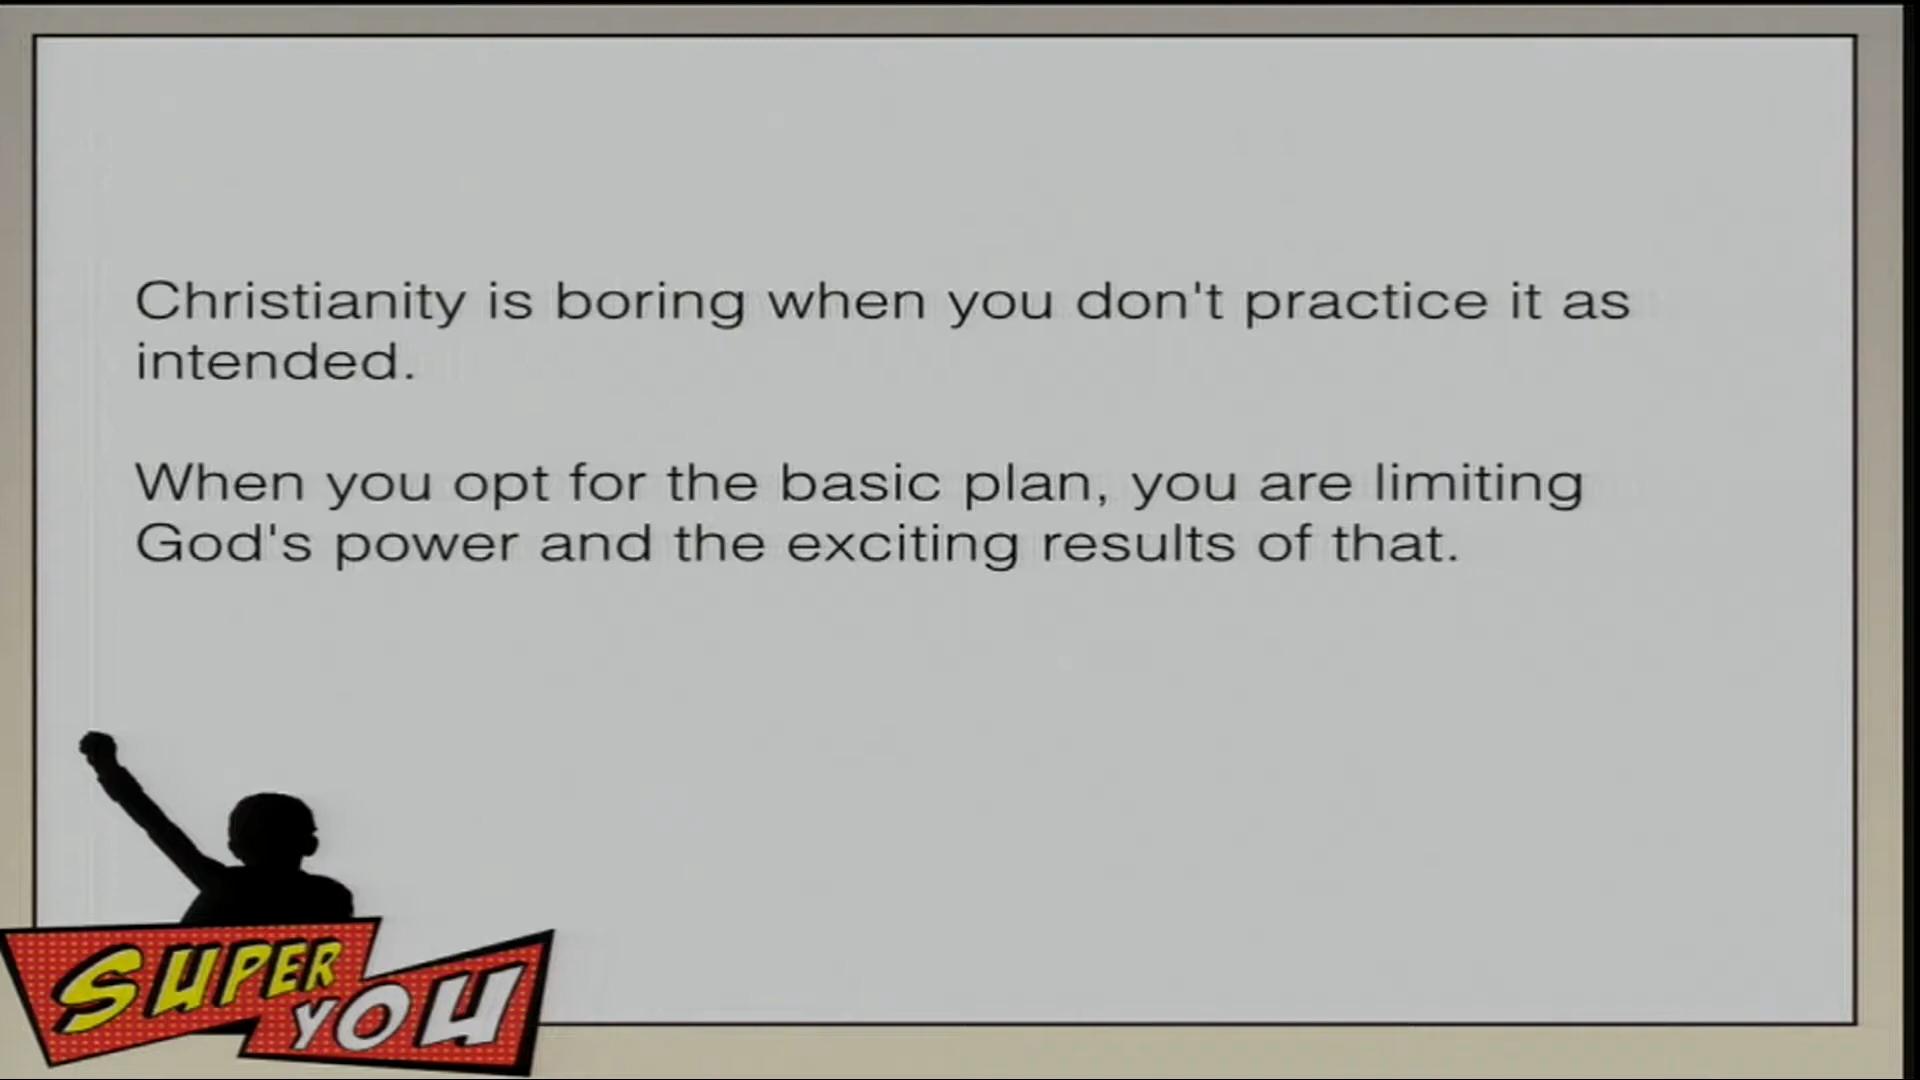 Christianity is boring when you don't practice it as
intended.
When you opt for the basic plan, you are limiting
God's power and the exciting results of that.
SUPER
YOU